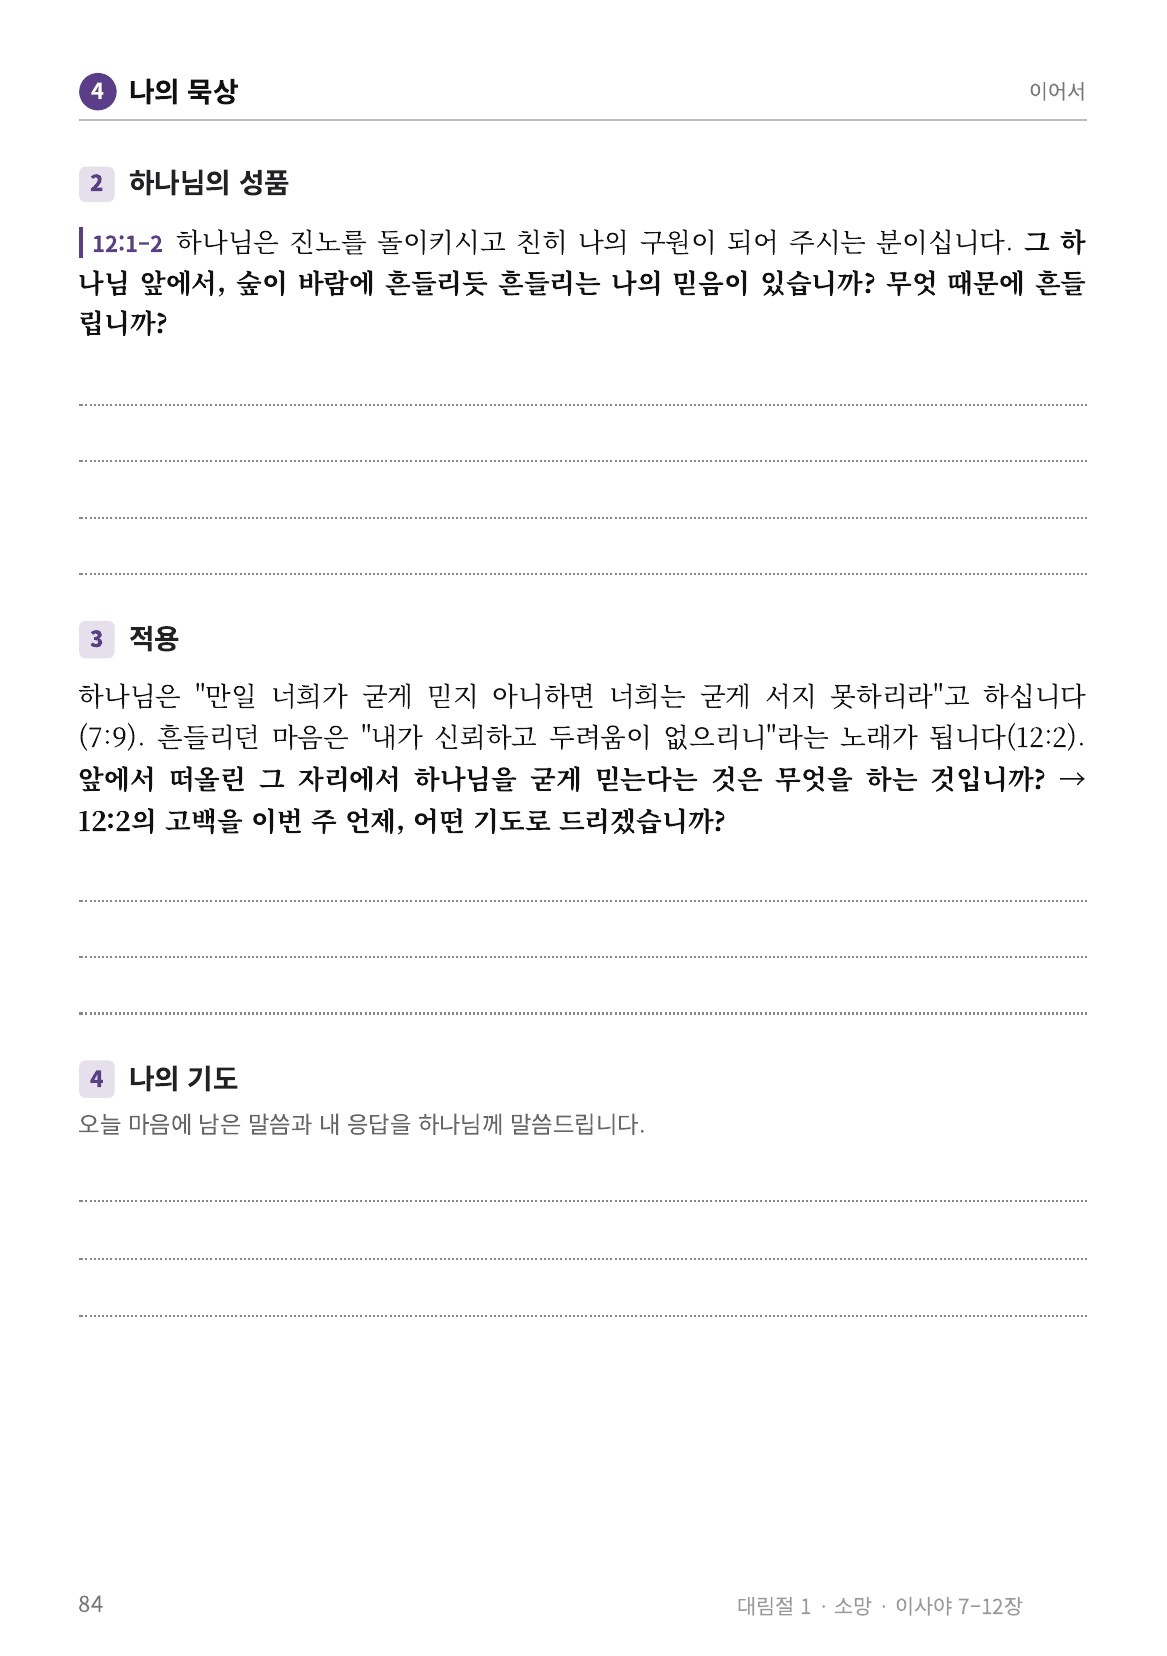 4 나의 묵상 이어서
2 하나님의 성품
12:1–2 하나님은 진노를 돌이키시고 친히 나의 구원이 되어 주시는 분이십니다. 그 하
나님 앞에서, 숲이 바람에 흔들리듯 흔들리는 나의 믿음이 있습니까? 무엇 때문에 흔들
립니까?
3 적용
하나님은 "만일 너희가 굳게 믿지 아니하면 너희는 굳게 서지 못하리라"고 하십니다
(7:9). 흔들리던 마음은 "내가 신뢰하고 두려움이 없으리니"라는 노래가 됩니다(12:2).
앞에서 떠올린 그 자리에서 하나님을 굳게 믿는다는 것은 무엇을 하는 것입니까? →
12:2의 고백을 이번 주 언제, 어떤 기도로 드리겠습니까?
4 나의 기도
오늘 마음에 남은 말씀과 내 응답을 하나님께 말씀드립니다.
84 대림절 1 · 소망 · 이사야 7–12장